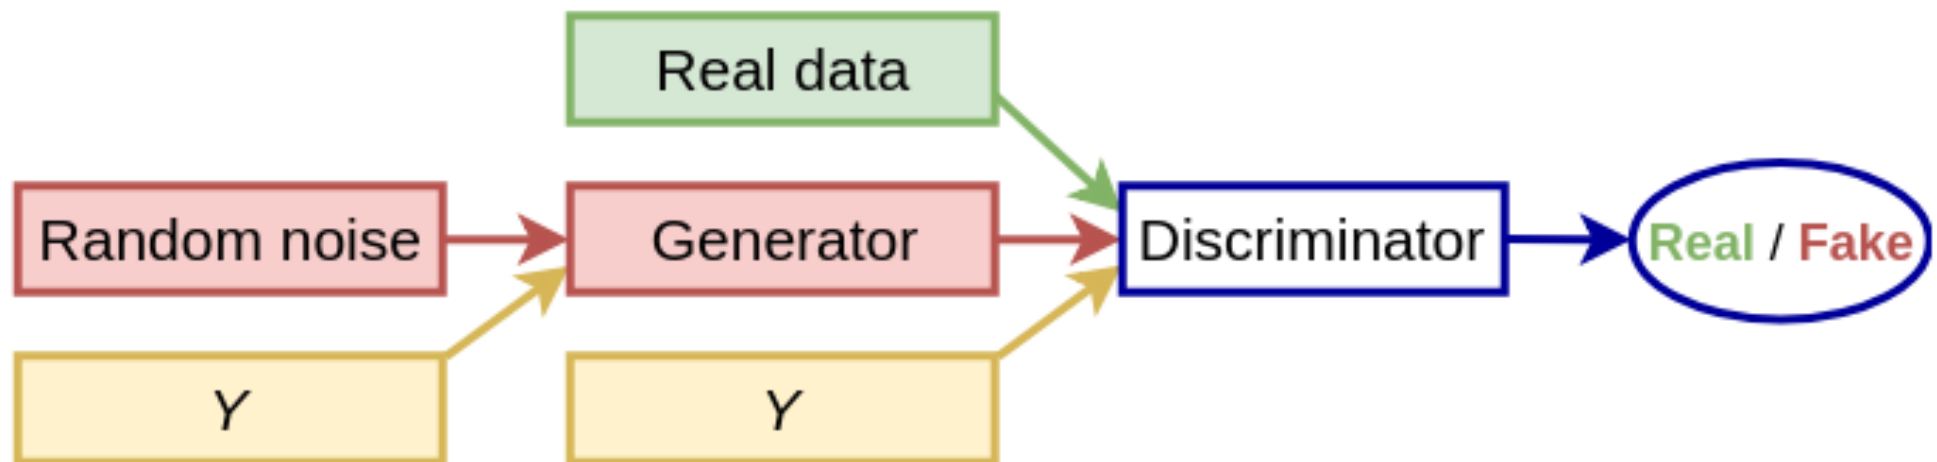 Real data
Random noise
Generator
Discriminator
Real / Fake
Y
Y